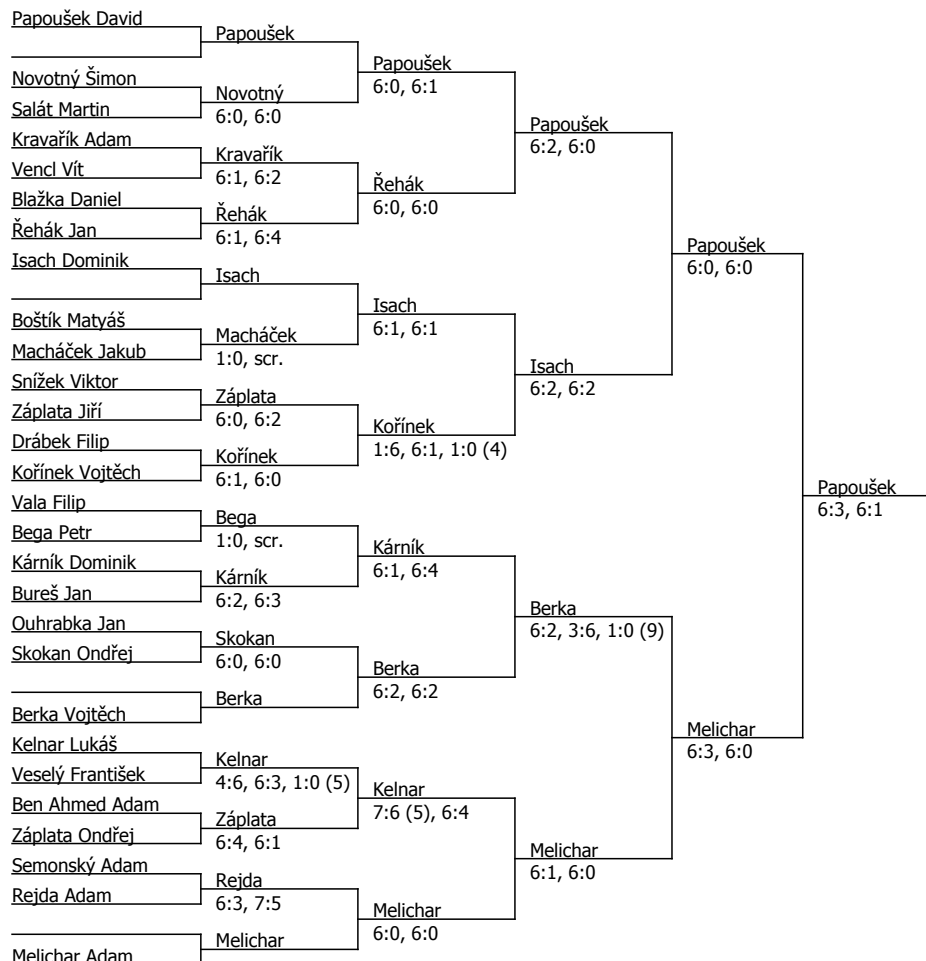 Papoušek David
Novotný Šimon
Salát Martin
Kravařík Adam
Vencl Vít
Blažka Daniel
Řehák Jan
Isach Dominik
Boštík Matyáš
Macháček Jakub
Snížek Viktor
Záplata Jiří
Drábek Filip
Kořínek Vojtěch
Vala Filip
Bega Petr
Kárník Dominik
Bureš Jan
Ouhrabka Jan
Skokan Ondřej
Berka Vojtěch
Kelnar Lukáš
Veselý František
Ben Ahmed Adam
Záplata Ondřej
Semonský Adam
Rejda Adam
Melichar Adam
Papoušek
Novotný
6:0, 6:0
Kravařík
6:1, 6:2
Řehák
6:1, 6:4
Isach
Macháček
1:0, scr.
Záplata
6:0, 6:2
Kořínek
6:1, 6:0
Bega
1:0, scr.
Kárník
6:2, 6:3
Skokan
6:0, 6:0
Berka
Kelnar
4:6, 6:3, 1:0 (5)
Záplata
6:4, 6:1
Rejda
6:3, 7:5
Melichar
Papoušek
6:0, 6:1
Řehák
6:0, 6:0
Isach
6:1, 6:1
Kořínek
1:6, 6:1, 1:0 (4)
Kárník
6:1, 6:4
Berka
6:2, 6:2
Kelnar
7:6 (5), 6:4
Melichar
6:0, 6:0
Papoušek
6:2, 6:0
Isach
6:2, 6:2
Berka
6:2, 3:6, 1:0 (9)
Melichar
6:1, 6:0
Papoušek
6:0, 6:0
Melichar
6:3, 6:0
Papoušek
6:3, 6:1